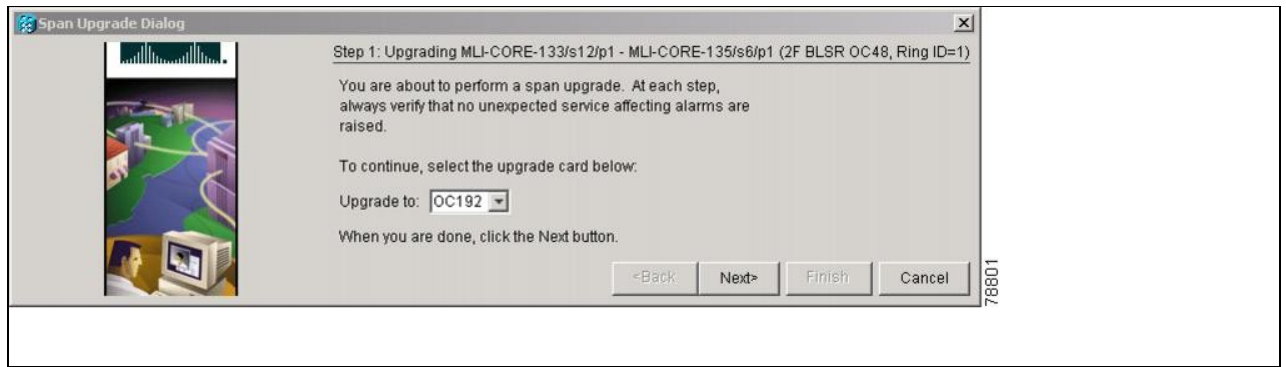 Span Upgrade Dialog
Step 1: Upgrading MLI-CORE-133/s12/p1 - MLI-CORE-135/s6/p1 (2F BLSR OC48, Ring ID=1)
You are about to perform a span upgrade. At each step,
always verify that no unexpected service affecting alarms are
raised.
To continue, select the upgrade card below:
Upgrade to: OC192
When you are done, click the Next button.
<Back Next> Finish Cancel
78801